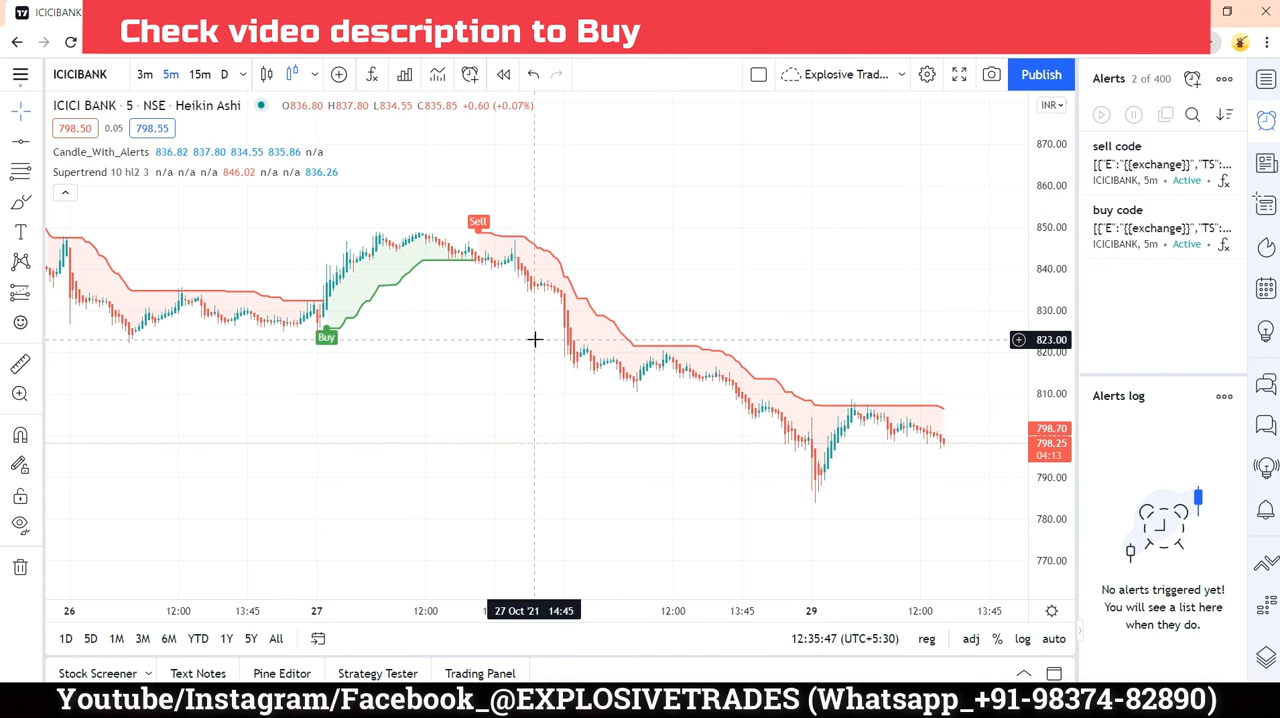 ICICIBANK
Check video description to Buy
ICICIBANK 3m 5m 15m D Explosive Trad... Publish
Alerts 2 of 400
ICICI BANK · 5 · NSE · Heikin Ashi O836.80 H837.80 L834.55 C835.85 +0.60 (+0.07%)
INR
798.50 0.05 798.55
Candle_With_Alerts 836.82 837.80 834.55 835.86 n/a
Supertrend 10 hl2 3 n/a n/a n/a 846.02 n/a n/a 836.26
sell code
[{"E":"{{exchange}}","TS":...
ICICIBANK, 5m • Active
buy code
[{"E":"{{exchange}}","TS":...
ICICIBANK, 5m • Active
Sell
Buy
870.00
860.00
850.00
840.00
830.00
823.00
820.00
810.00
798.70
798.25
04:13
790.00
780.00
770.00
Alerts log
No alerts triggered yet!
You will see a list here
when they do.
26 12:00 13:45 27 12:00 27 Oct '21 14:45 12:00 13:45 29 12:00 13:45
1D 5D 1M 3M 6M YTD 1Y 5Y All 12:35:47 (UTC+5:30) reg adj % log auto
Stock Screener Text Notes Pine Editor Strategy Tester Trading Panel
Youtube/Instagram/Facebook_@EXPLOSIVETRADES (Whatsapp_+91-98374-82890)